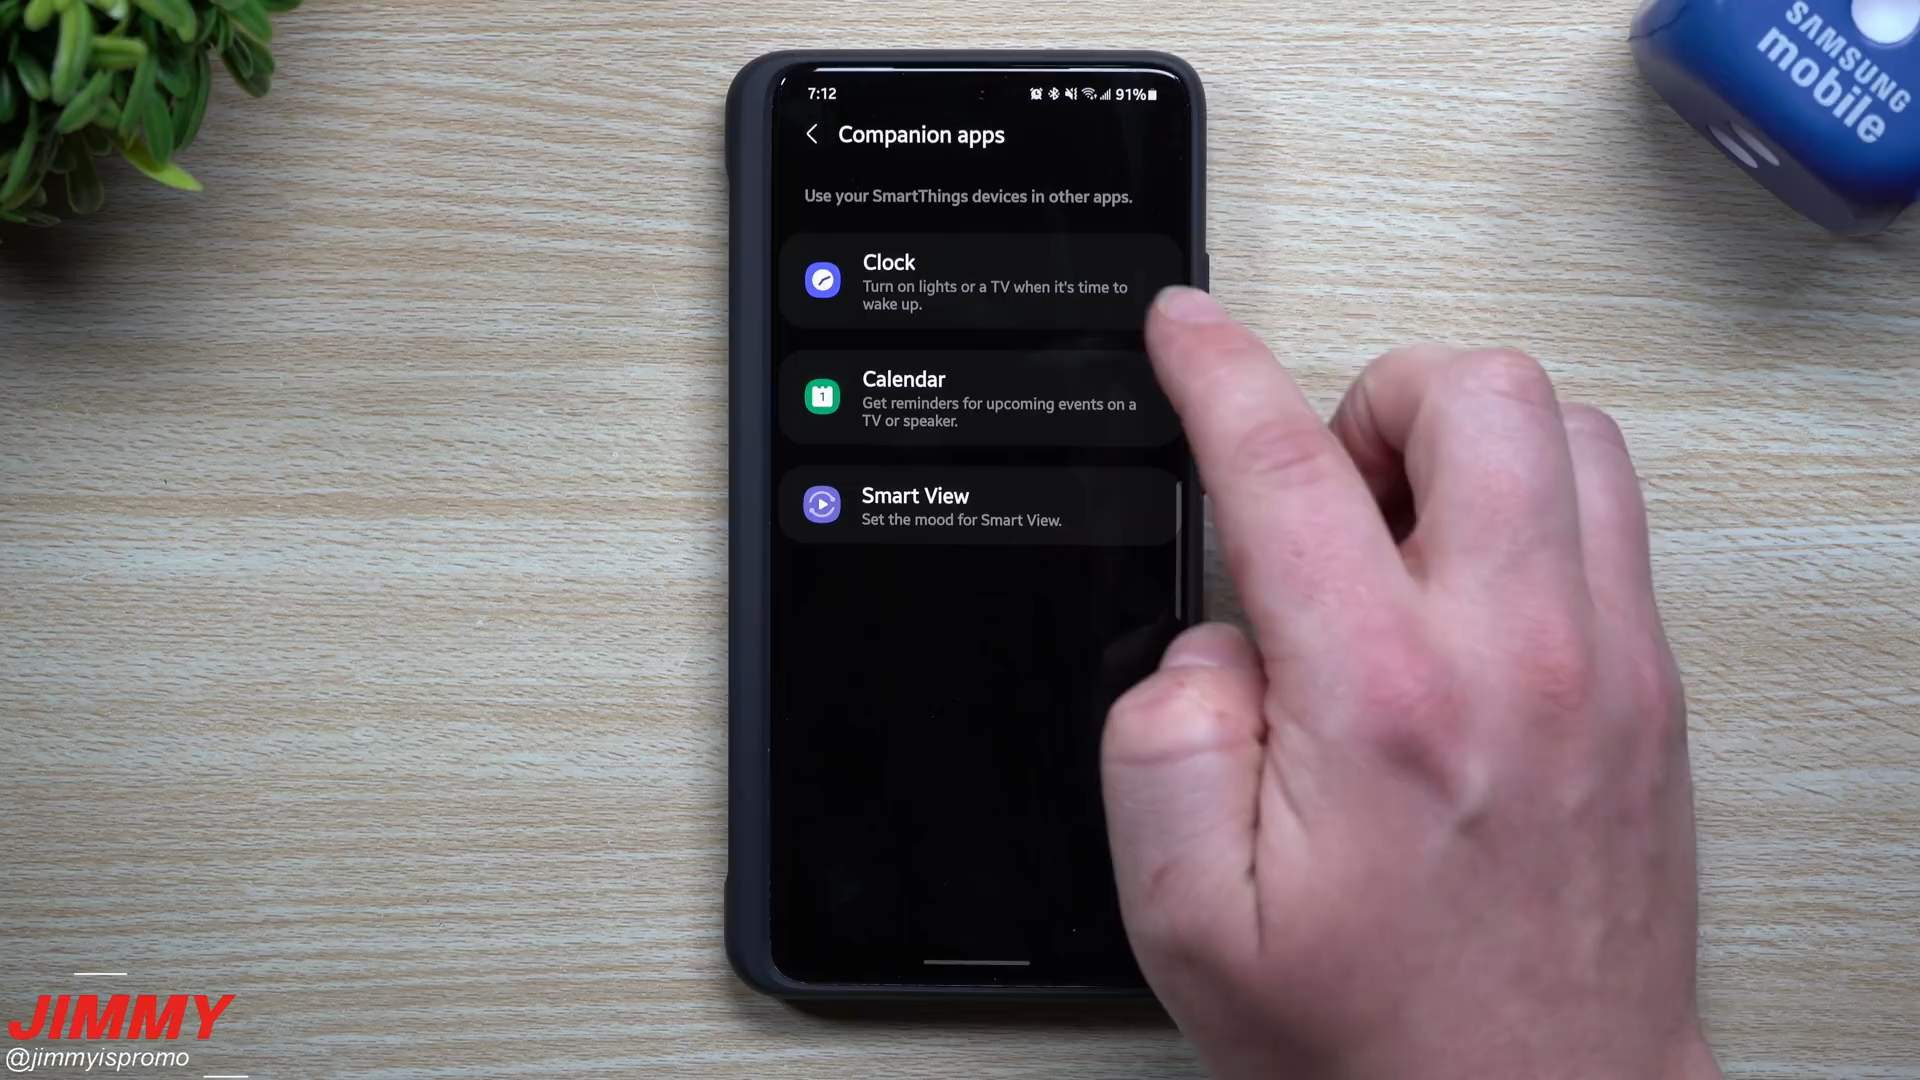 SAMSUNG
mobile
7:12
91%
Companion apps
Use your SmartThings devices in other apps.
Clock
Turn on lights or a TV when it's time to
wake up.
1
Calendar
Get reminders for upcoming events on a
TV or speaker.
Smart View
Set the mood for Smart View.
JIMMY
@jimmyispromo